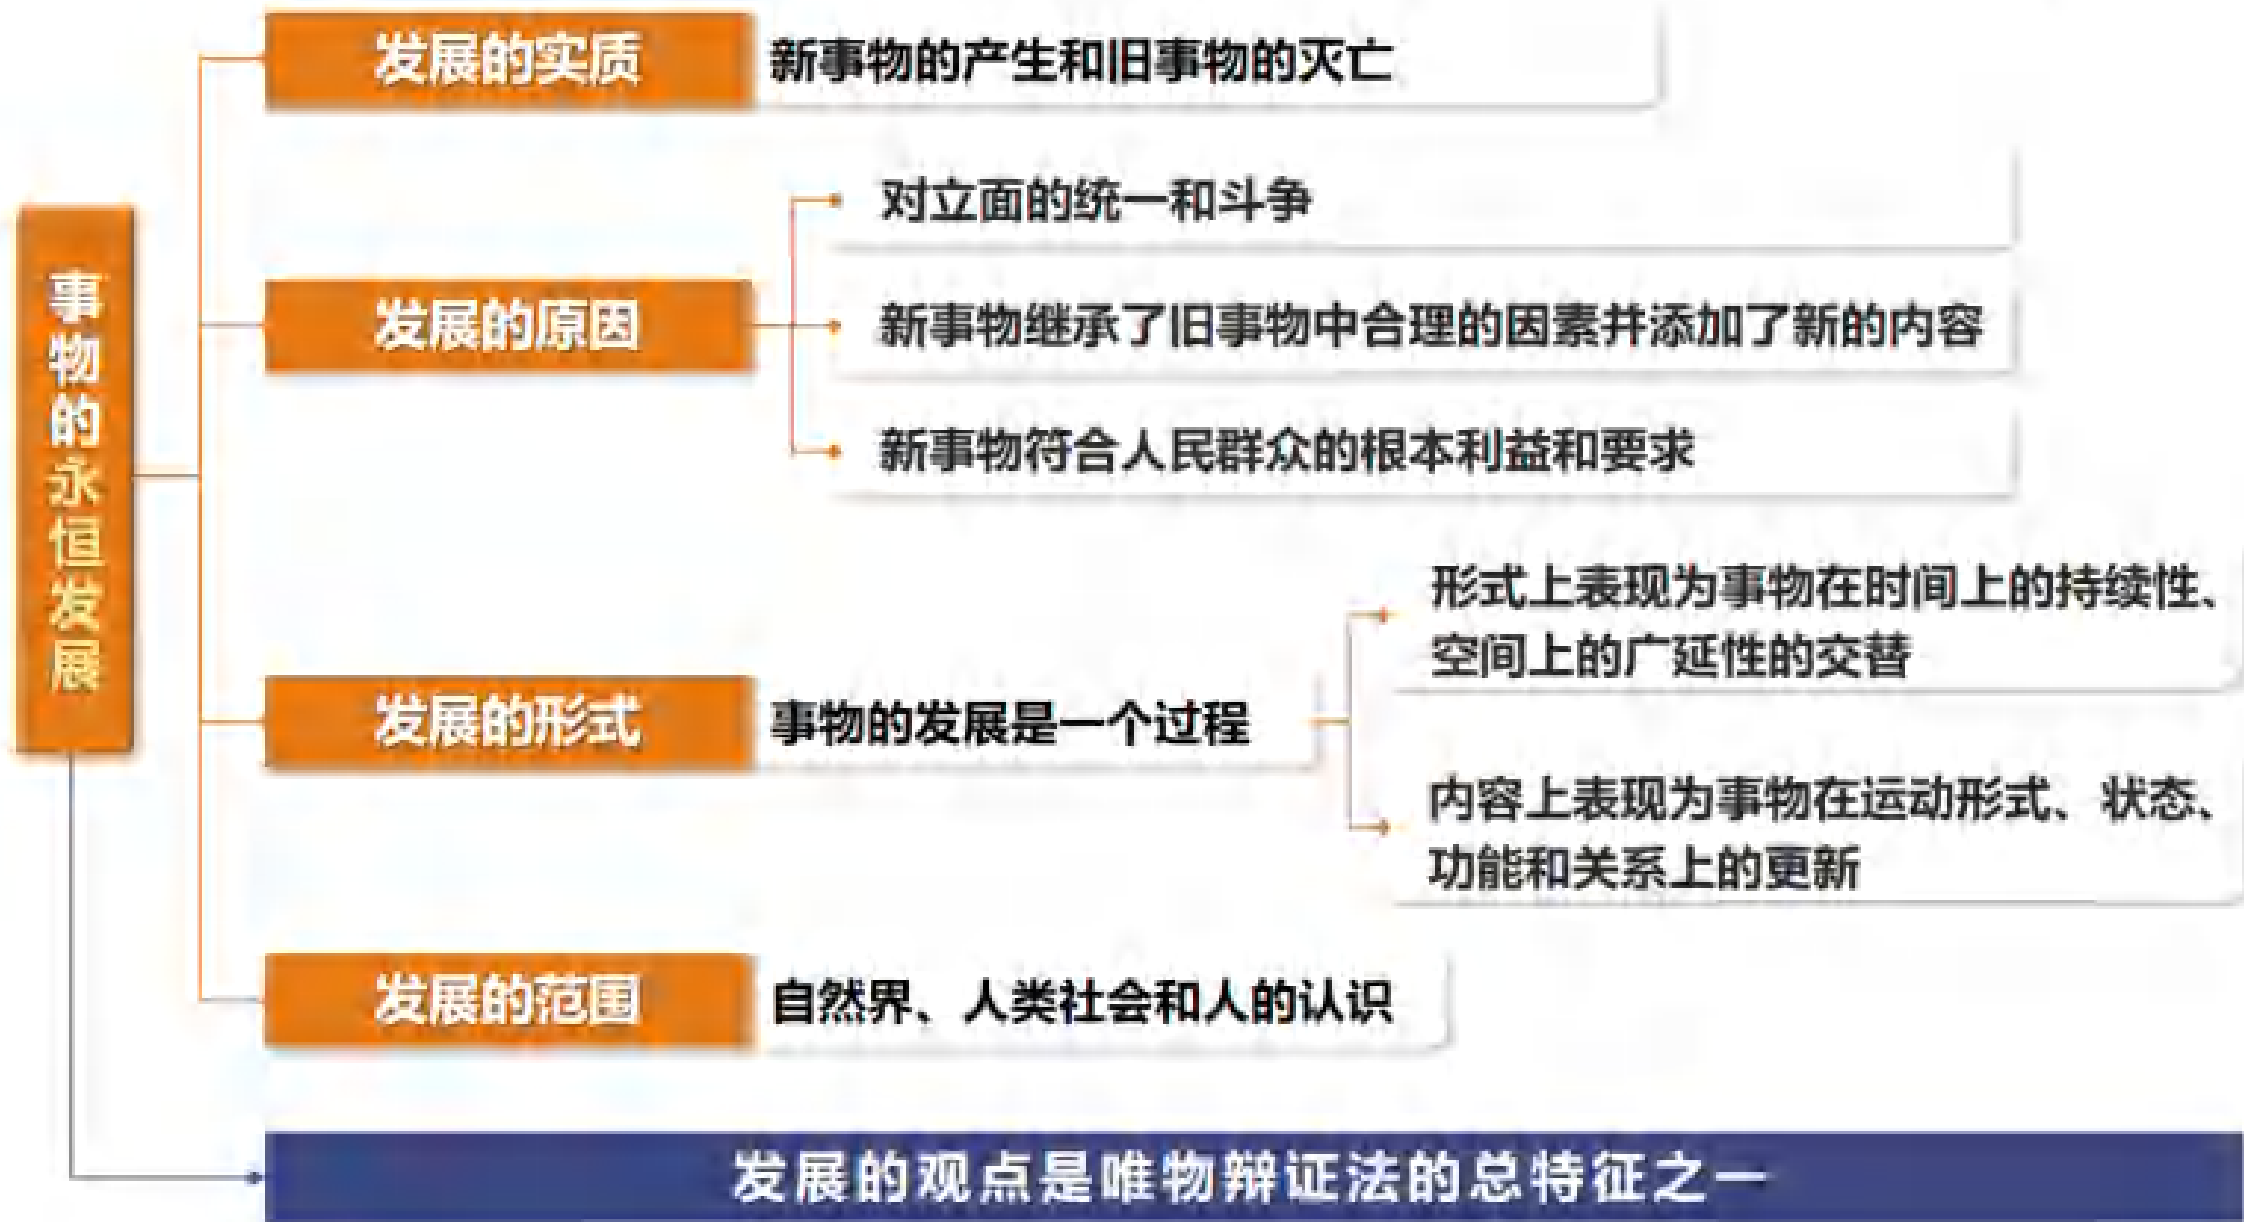 事物的永恒发展
发展的实质
新事物的产生和旧事物的灭亡
发展的原因
对立面的统一和斗争
新事物继承了旧事物中合理的因素并添加了新的内容
新事物符合人民群众的根本利益和要求
发展的形式
事物的发展是一个过程
形式上表现为事物在时间上的持续性、
空间上的广延性的交替
内容上表现为事物在运动形式、状态、
功能和关系上的更新
发展的范围
自然界、人类社会和人的认识
发展的观点是唯物辩证法的总特征之一